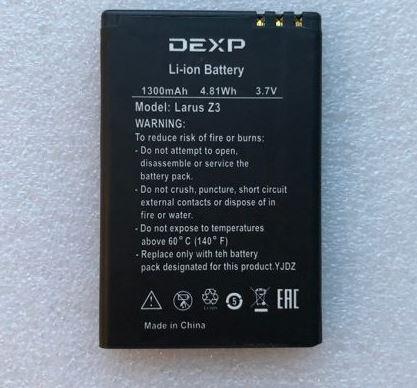 DEXP
Li-ion Battery
1300mAh 4.81Wh 3.7V
Model: Larus Z3
WARNING:
To reduce risk of fire or burns:
- Do not attempt to open,
disassemble or service the
battery pack.
- Do not crush, puncture, short circuit
external contacts or dispose of in
fire or water.
- Do not expose to temperatures
above 60°C (140°F)
- Replace only with teh battery
pack designated for this product.YJDZ
5 EAC
Made in China